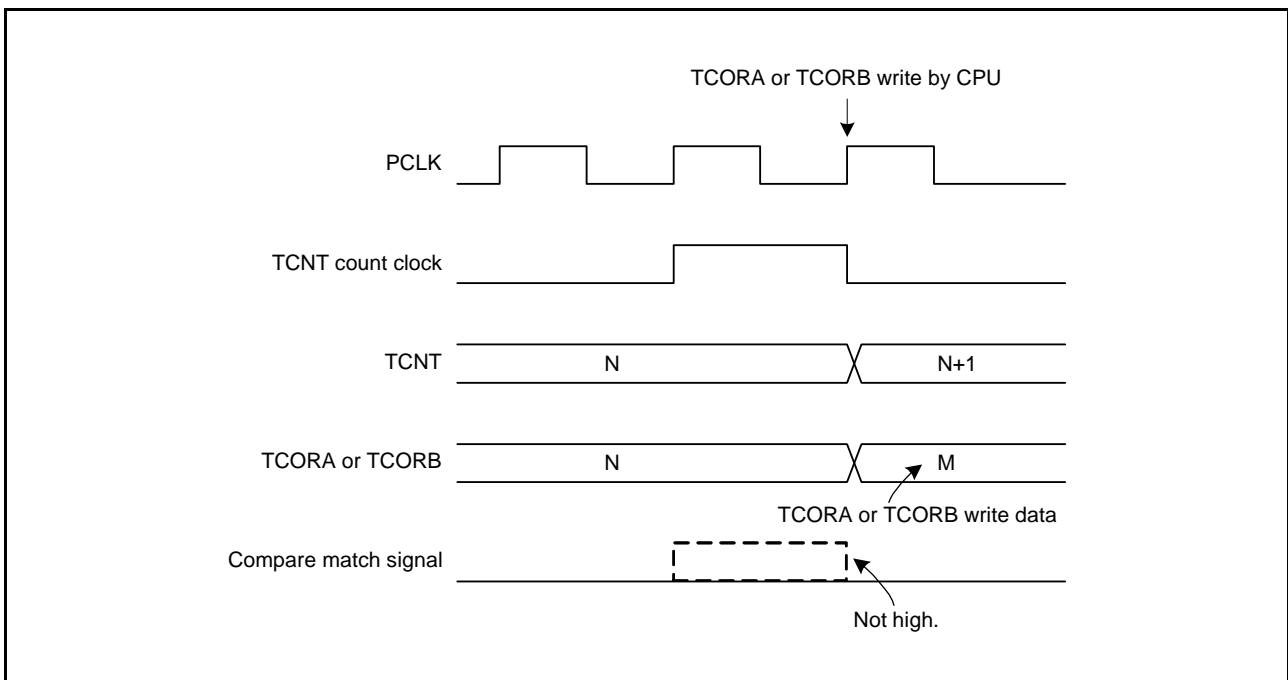 TCORA or TCORB write by CPU
PCLK
TCNT count clock
TCNT
N
N+1
TCORA or TCORB
N
M
TCORA or TCORB write data
Compare match signal
Not high.